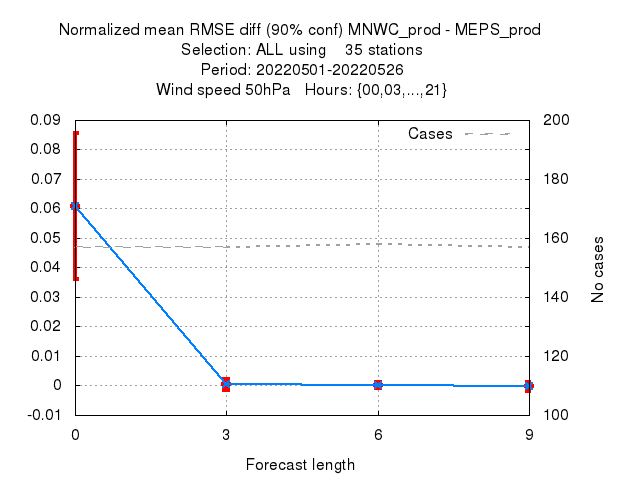 Normalized mean RMSE diff (90% conf) MNWC_prod - MEPS_prod
Selection: ALL using    35 stations
Period: 20220501-20220526
Wind speed 50hPa   Hours: {00,03,...,21}
Cases
0.09
0.08
0.07
0.06
0.05
0.04
0.03
0.02
0.01
0
-0.01
200
180
160
140
120
100
No cases
0 3 6 9
Forecast length